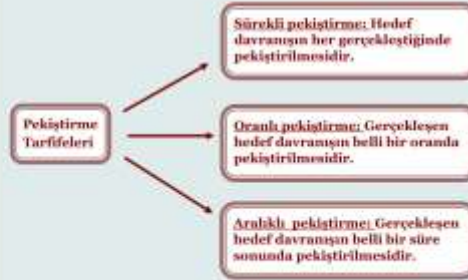 Sürekli pekiştirme: Hedef
davranışın her gerçekleştiğinde
pekiştirilmesidir.
Pekiştirme
Tarfifeleri
Oranlı pekiştirme: Gerçekleşen
hedef davranışın belli bir oranda
pekiştirilmesidir.
Aralıklı pekiştirme: Gerçekleşen
hedef davranışın belli bir süre
sonunda pekiştirilmesidir.